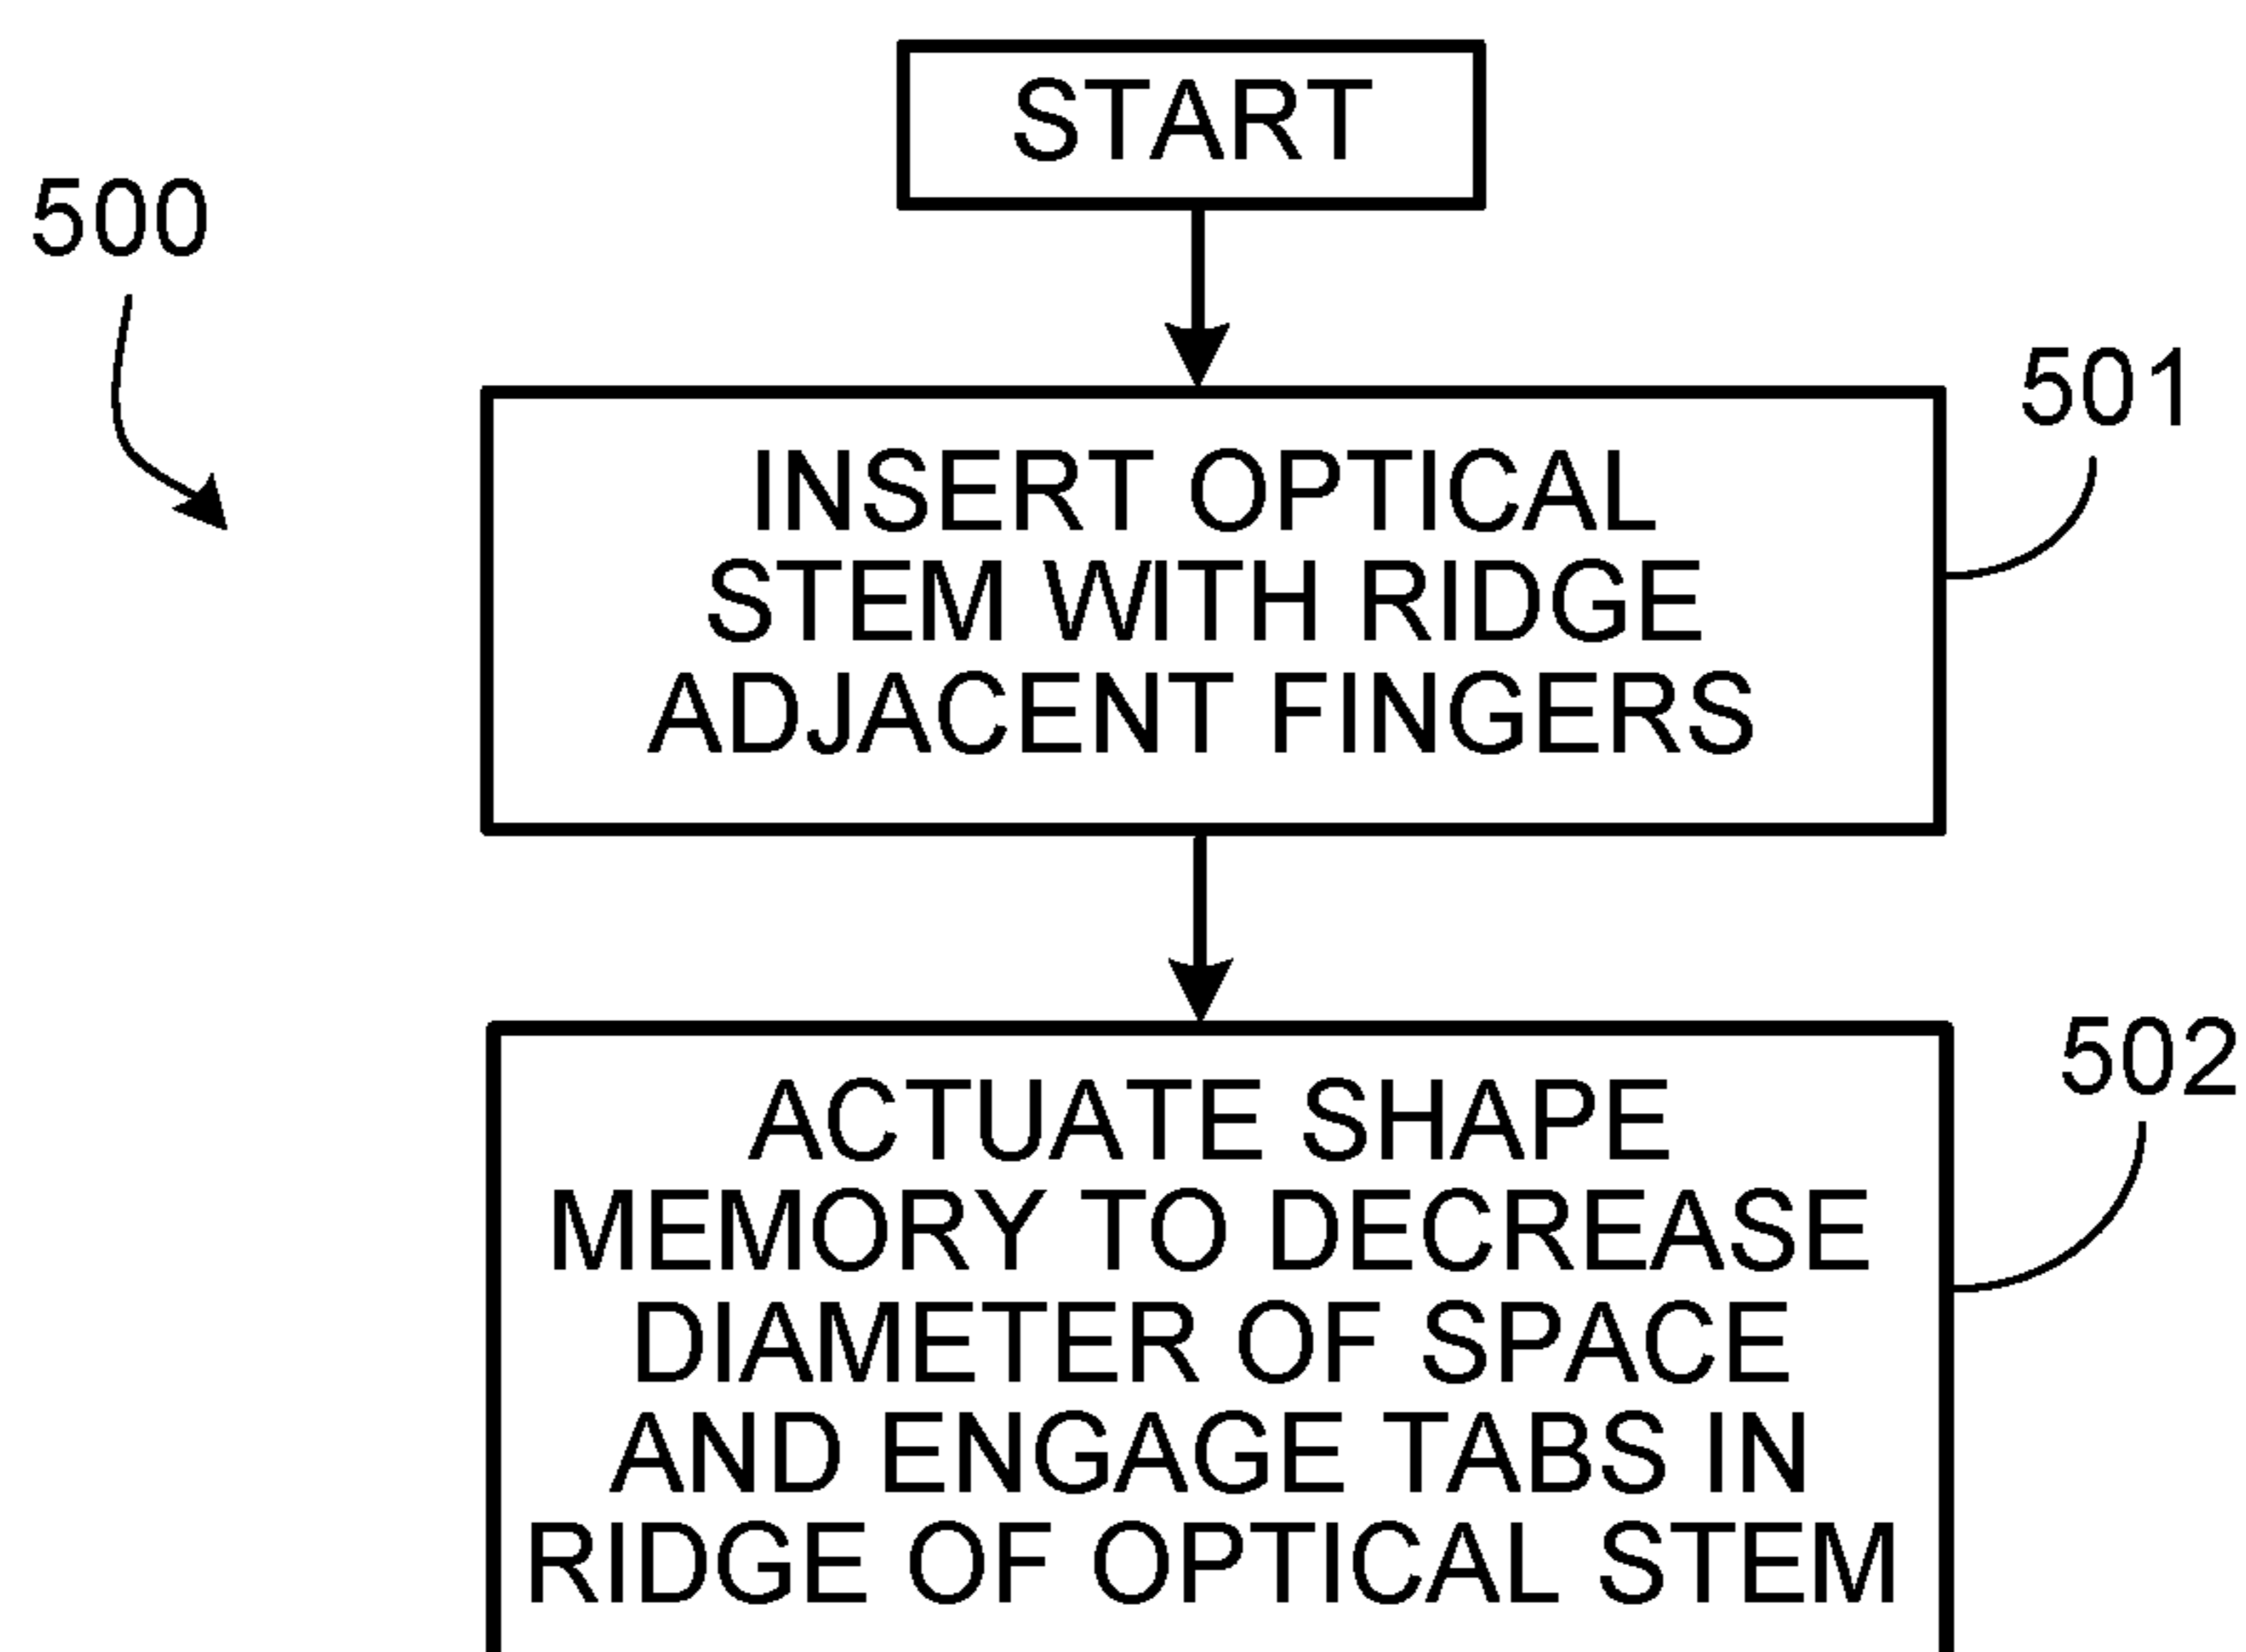 START
500
501
INSERT OPTICAL
STEM WITH RIDGE
ADJACENT FINGERS
502
ACTUATE SHAPE
MEMORY TO DECREASE
DIAMETER OF SPACE
AND ENGAGE TABS IN
RIDGE OF OPTICAL STEM